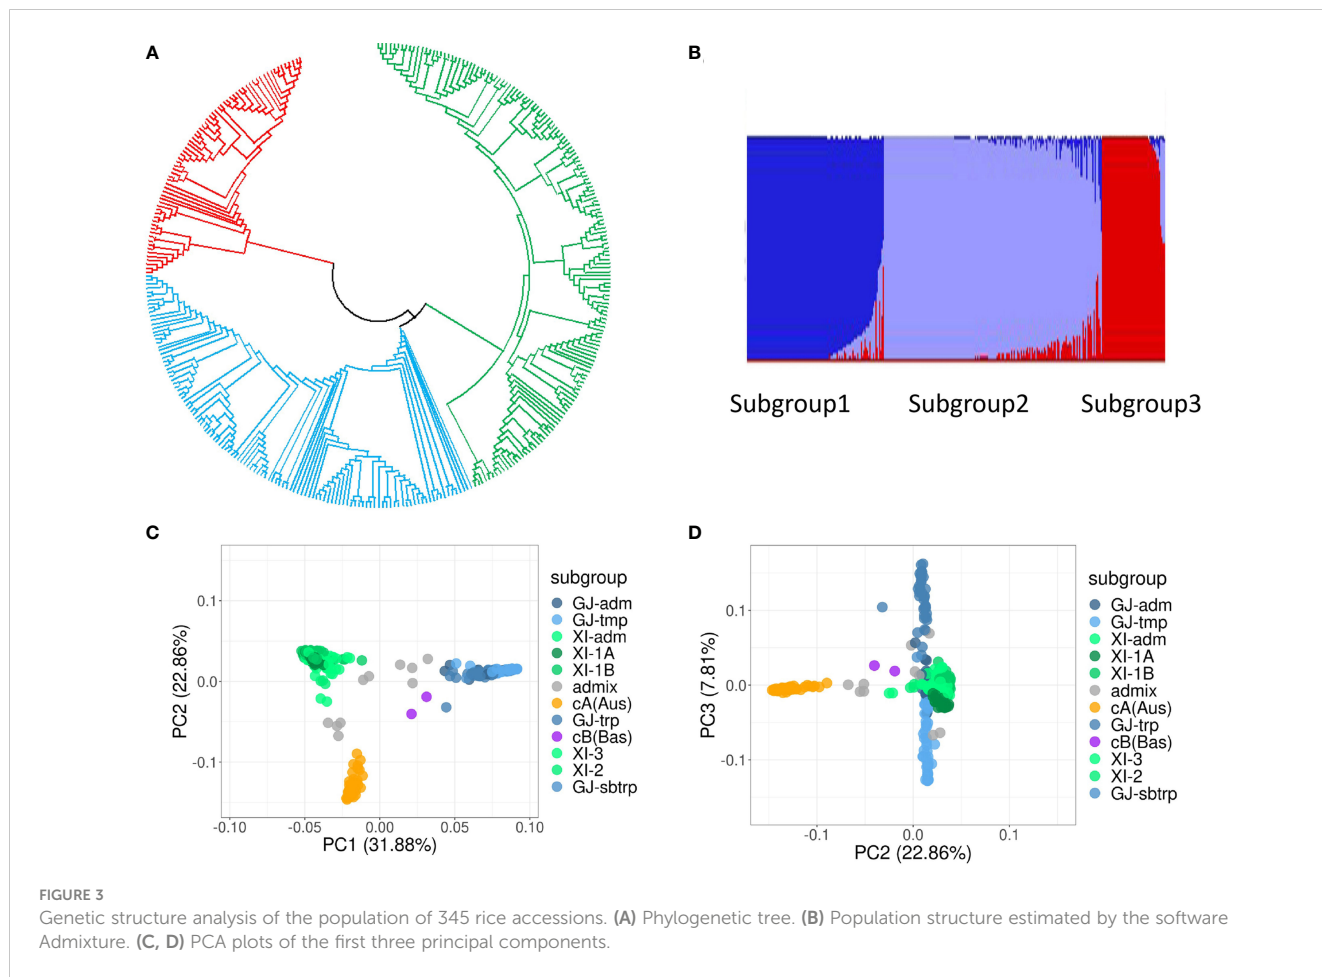 A
B
Subgroup1 Subgroup2 Subgroup3
C
subgroup
GJ-adm
GJ-tmp
XI-adm
XI-1A
XI-1B
admix
cA(Aus)
GJ-trp
cB(Bas)
XI-3
XI-2
GJ-sbtrp
PC2 (22.86%)
0.1
0.0
-0.1
-0.10 -0.05 0.00 0.05 0.10
PC1 (31.88%)
D
subgroup
GJ-adm
GJ-tmp
XI-adm
XI-1A
XI-1B
admix
cA(Aus)
GJ-trp
cB(Bas)
XI-3
XI-2
GJ-sbtrp
PC3 (7.81%)
0.1
0.0
-0.1
-0.1 0.0 0.1
PC2 (22.86%)
FIGURE 3
Genetic structure analysis of the population of 345 rice accessions. (A) Phylogenetic tree. (B) Population structure estimated by the software
Admixture. (C, D) PCA plots of the first three principal components.